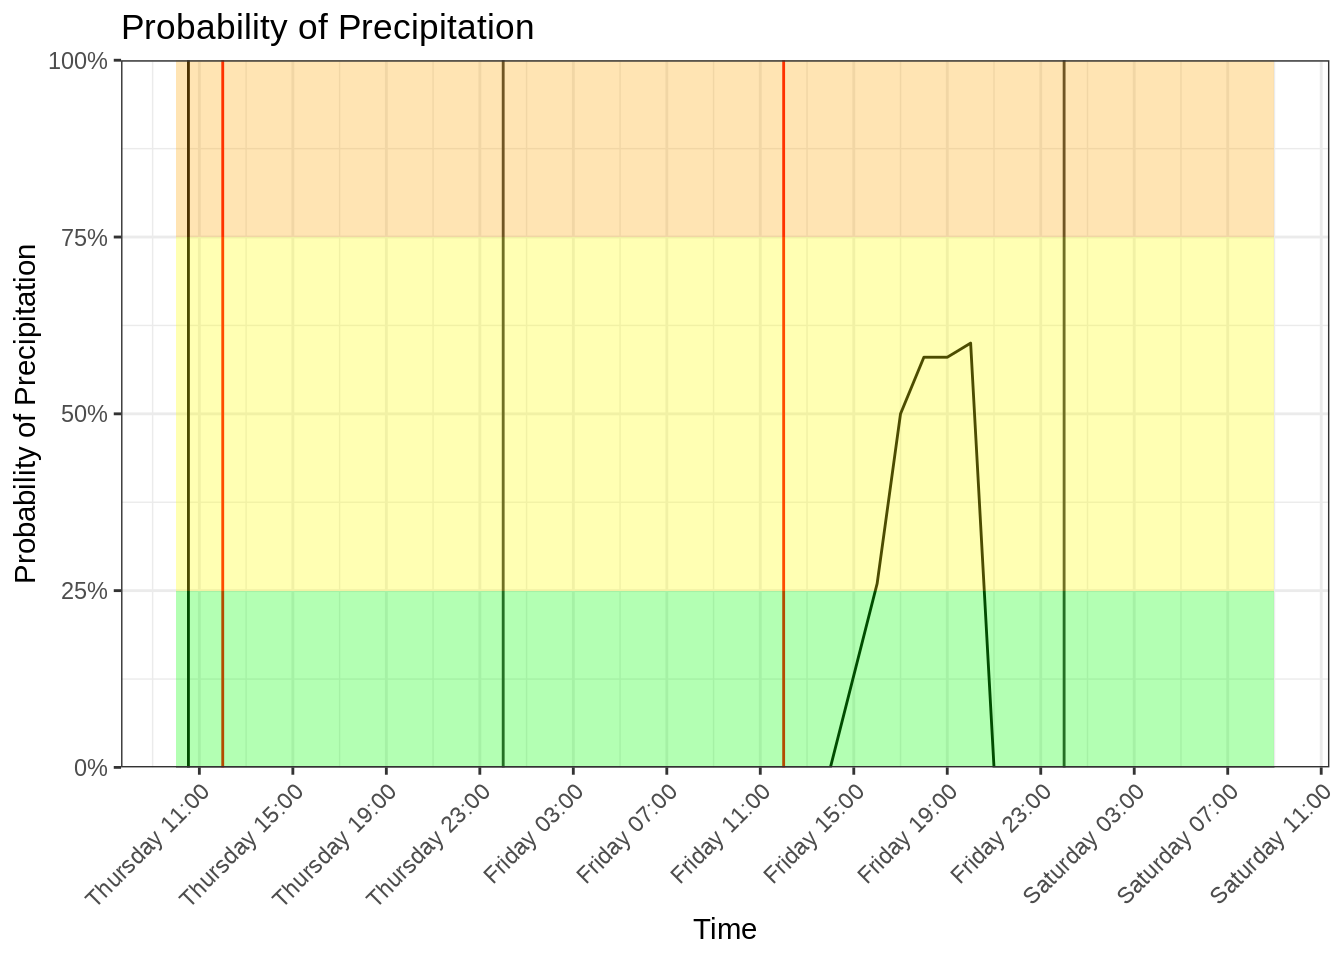 Probability of Precipitation
Probability of Precipitation
100%
75%
50%
25%
0%
Thursday 11:00
Thursday 15:00
Thursday 19:00
Thursday 23:00
Friday 03:00
Friday 07:00
Friday 11:00
Friday 15:00
Friday 19:00
Friday 23:00
Saturday 03:00
Saturday 07:00
Saturday 11:00
Time